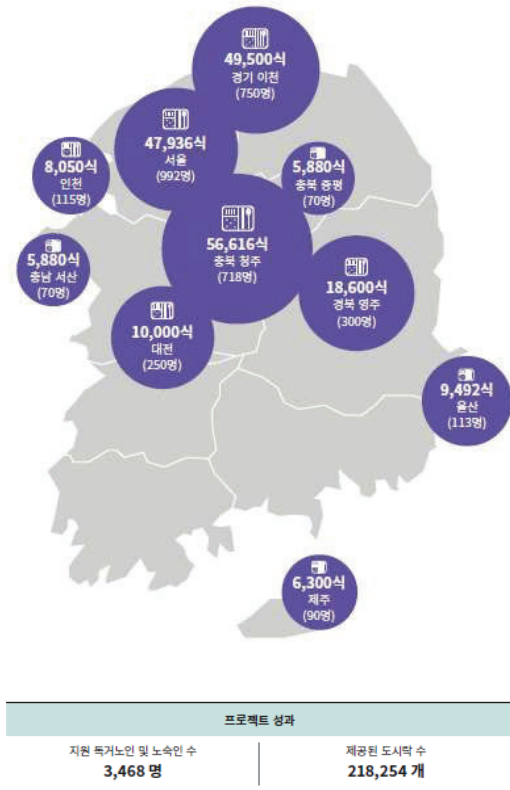 49,500식
경기 이천
(750명)
47,936식
서울
(992명)
8,050식
인천
(115명)
5,880식
충북 증평
(70명)
56,616식
충북 청주
(718명)
5,880식
충남 서산
(70명)
18,600식
경북 영주
(300명)
10,000식
대전
(250명)
9,492식
울산
(113명)
6,300식
제주
(90명)
프로젝트 성과
지원 독거노인 및 노숙인 수
3,468 명
제공된 도시락 수
218,254 개